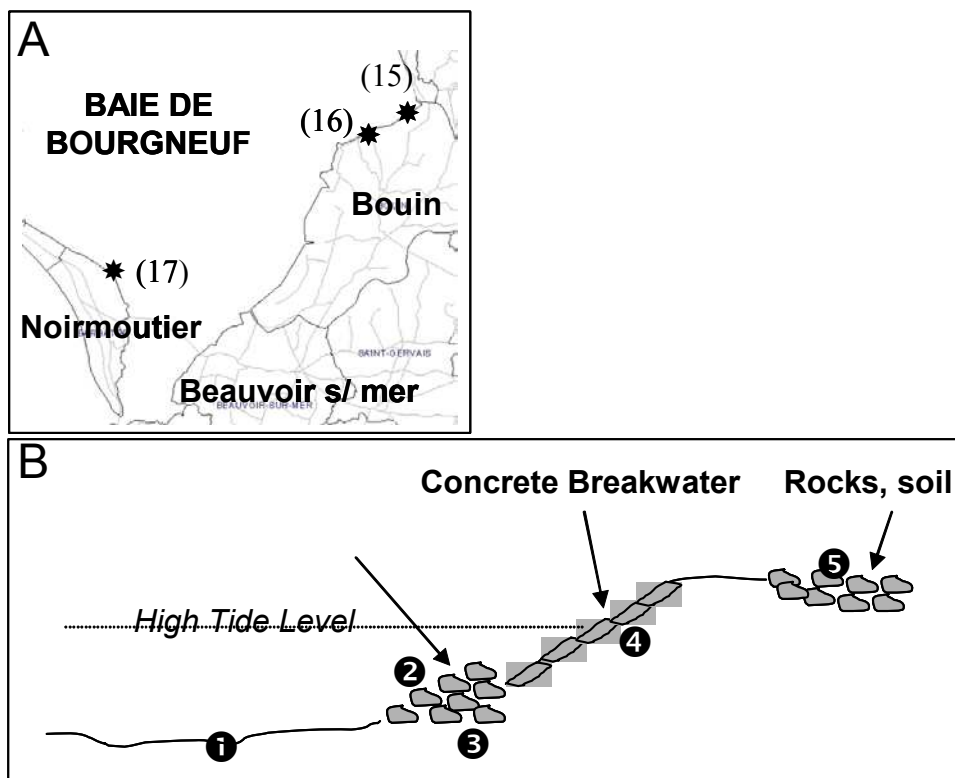 A
(15)
BAIE DE
BOURGNEUF
(16)
Bouin
(17)
Noirmoutier
SAINT-GERVAIS
Beauvoir s/ mer
BEAUVOIR-SUR-MER
B
Concrete Breakwater
Rocks, soil
5
High Tide Level
4
2
3
1